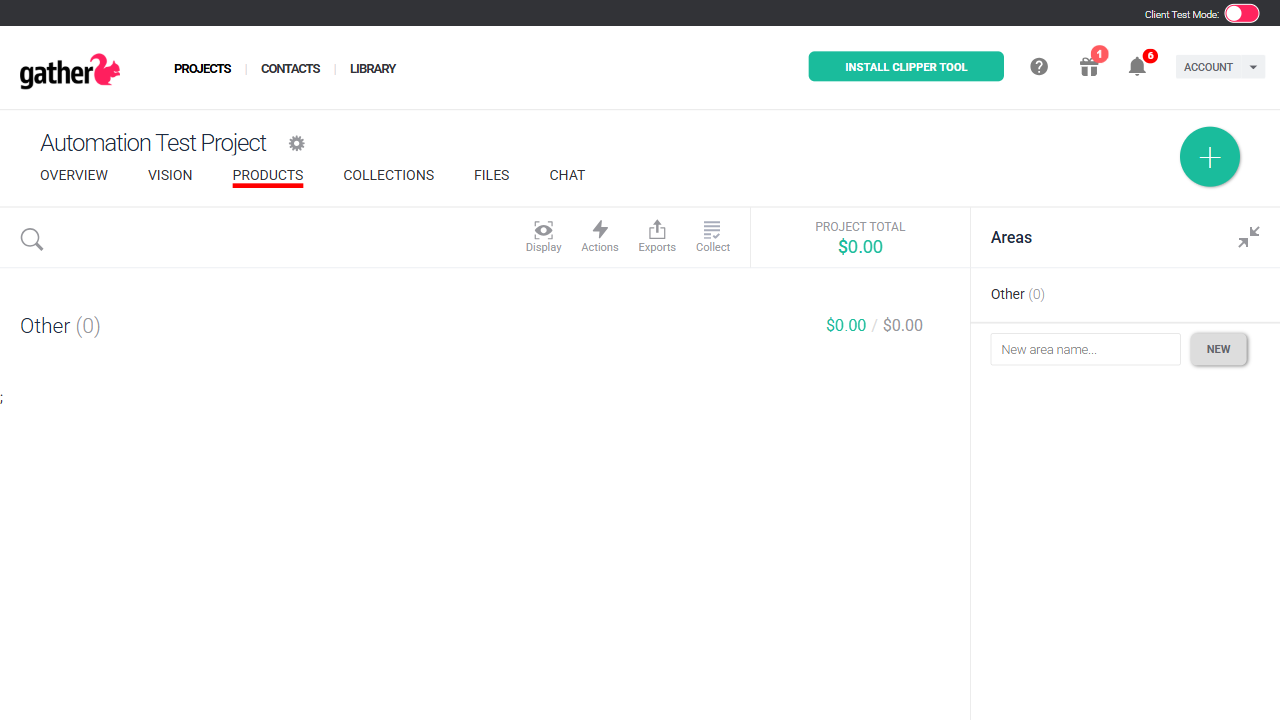 Client Test Mode:
gather
PROJECTS | CONTACTS | LIBRARY
INSTALL CLIPPER TOOL
1
6
ACCOUNT
Automation Test Project
OVERVIEW VISION PRODUCTS COLLECTIONS FILES CHAT
Display Actions Exports Collect
PROJECT TOTAL
$0.00
Areas
Other (0)
$0.00 / $0.00
Other (0)
New area name...
NEW
;